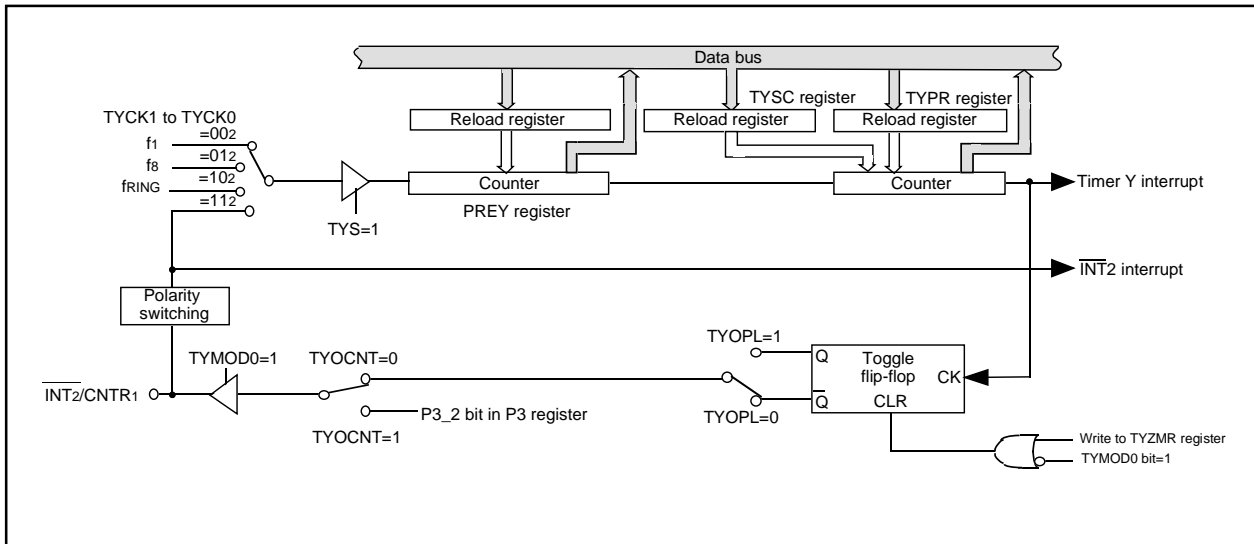 Data bus
TYSC register
TYPR register
Reload register
Reload register
Reload register
TYCK1 to TYCK0
f1
=002
f8
=012
fRING
=102
=112
TYS=1
Counter
PREY register
Counter
Timer Y interrupt
INT2 interrupt
Polarity
switching
TYMOD0=1
TYOCNT=0
INT2/CNTR1
P3_2 bit in P3 register
TYOCNT=1
TYOPL=1
TYOPL=0
Q
Toggle
flip-flop
CK
Q
CLR
Write to TYZMR register
TYMOD0 bit=1